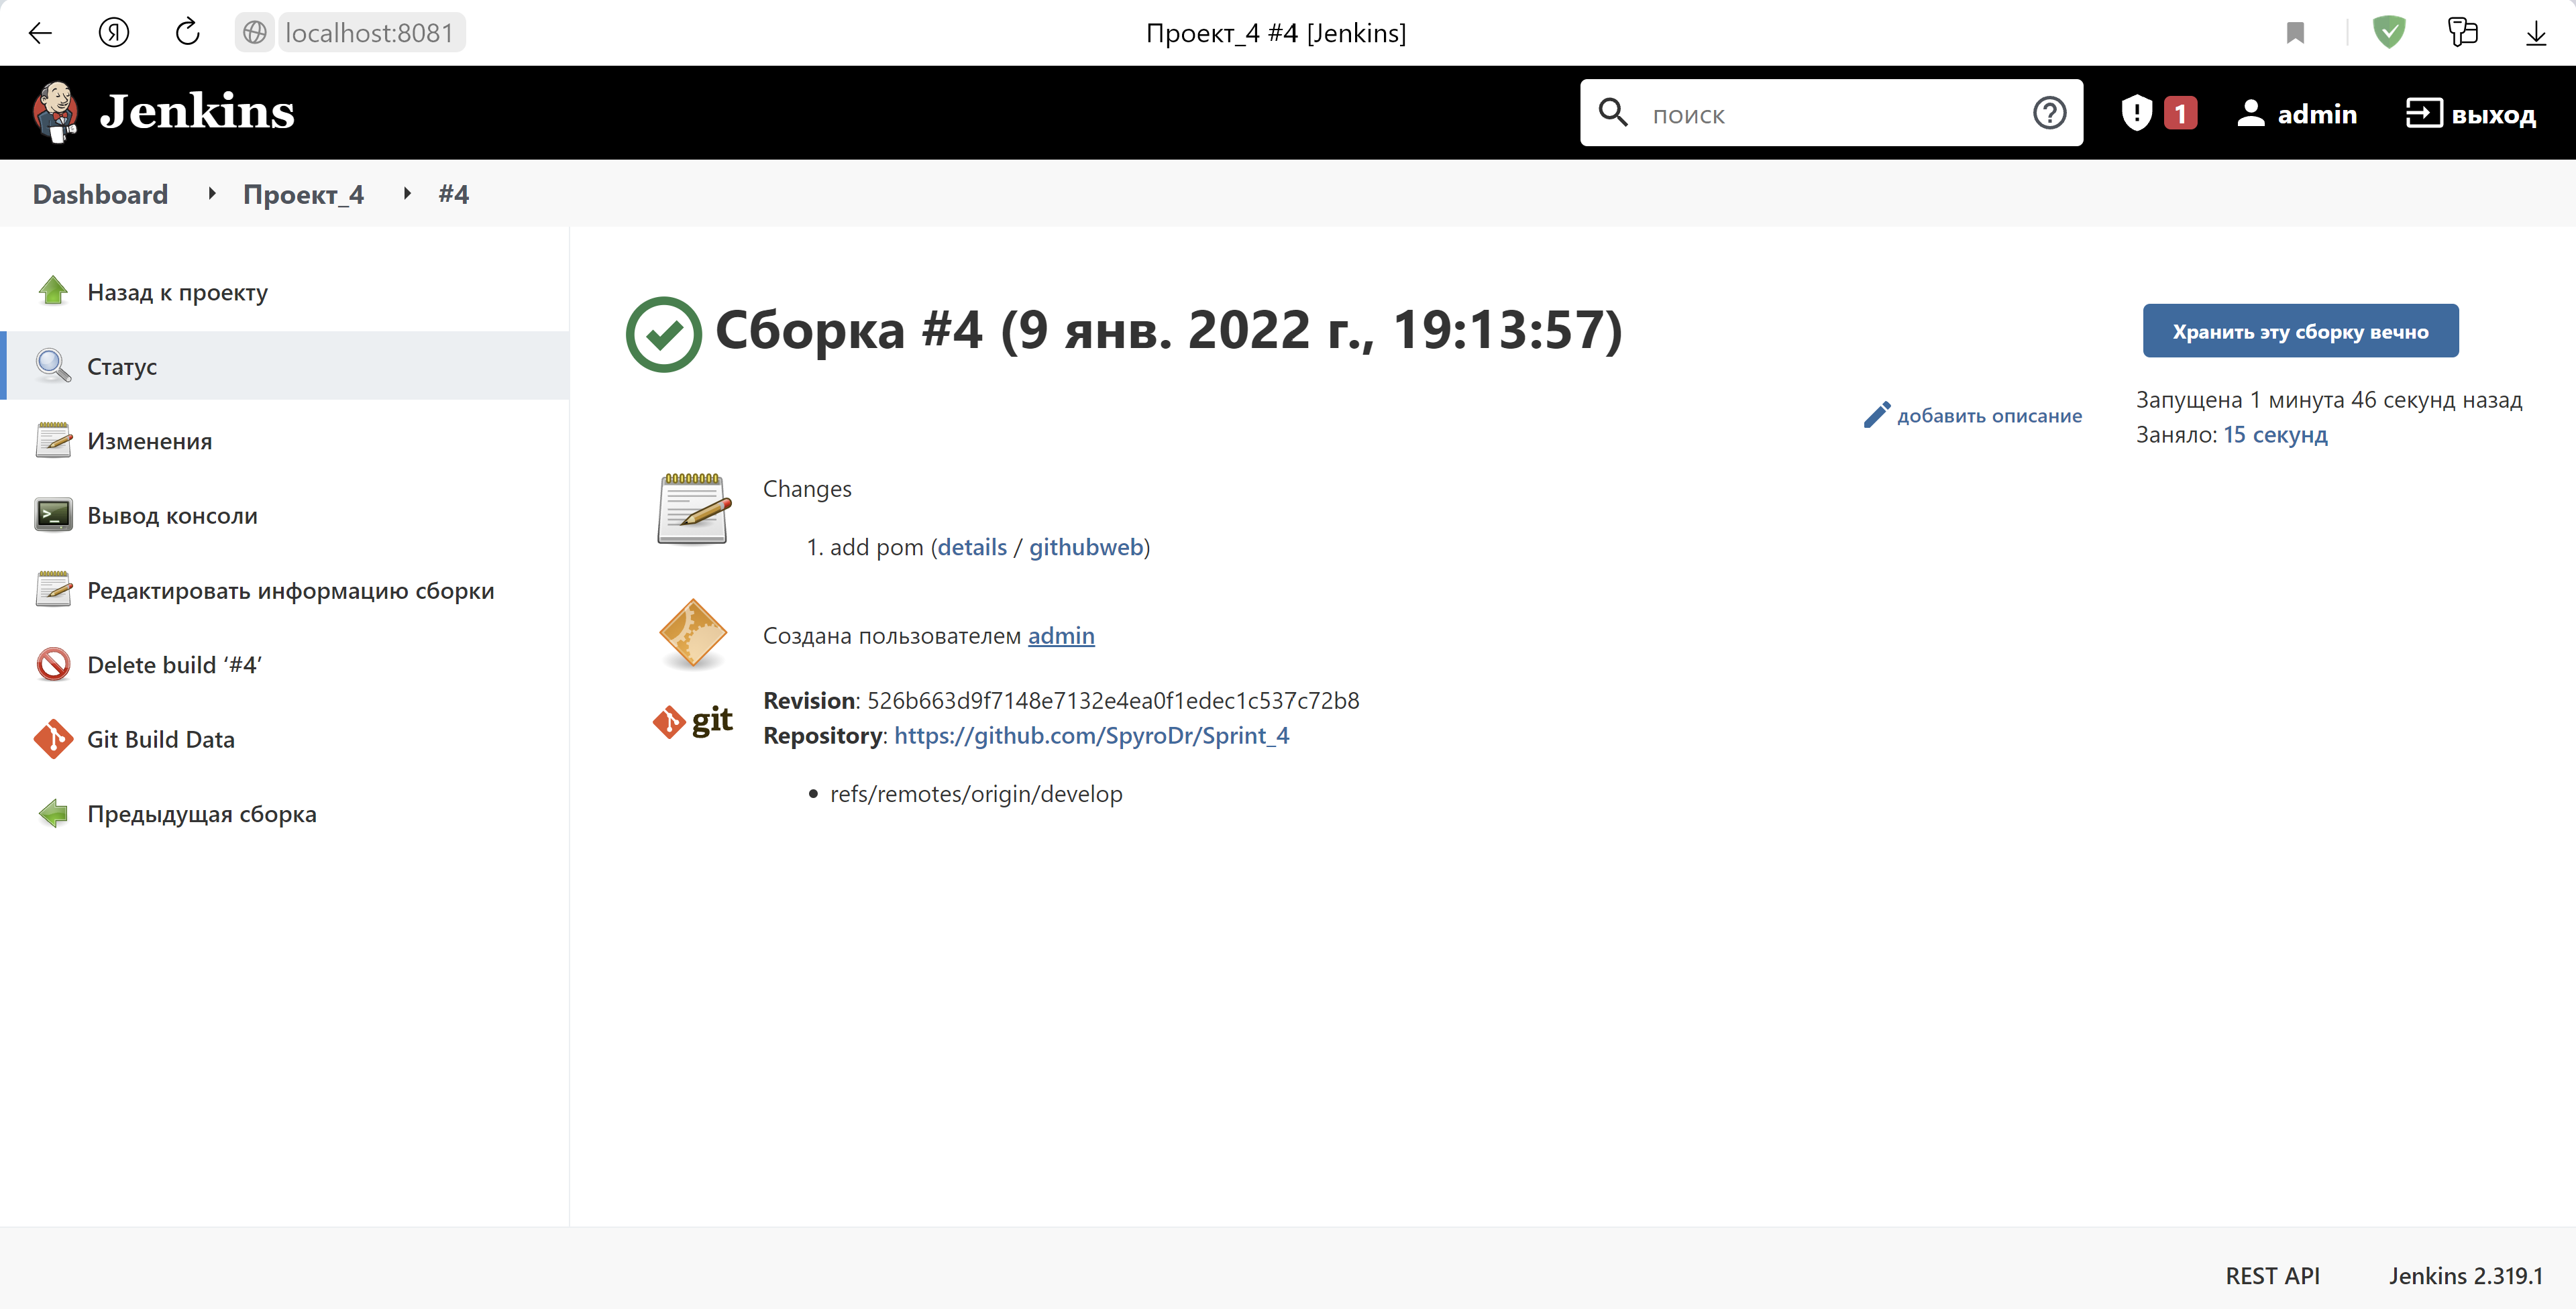 Я
localhost:8081
Проект_4 #4 [Jenkins]
Jenkins
поиск
1
admin
выход
Dashboard
Проект_4
#4
Назад к проекту
Статус
Изменения
Вывод консоли
Редактировать информацию сборки
Delete build ‘#4’
Git Build Data
Предыдущая сборка
Сборка #4 (9 янв. 2022 г., 19:13:57)
Хранить эту сборку вечно
добавить описание
Запущена 1 минута 46 секунд назад
Заняло: 15 секунд
Changes
1. add pom (details / githubweb)
Создана пользователем admin
git
Revision: 526b663d9f7148e7132e4ea0f1edec1c537c72b8
Repository: https://github.com/SpyroDr/Sprint_4
• refs/remotes/origin/develop
REST API
Jenkins 2.319.1